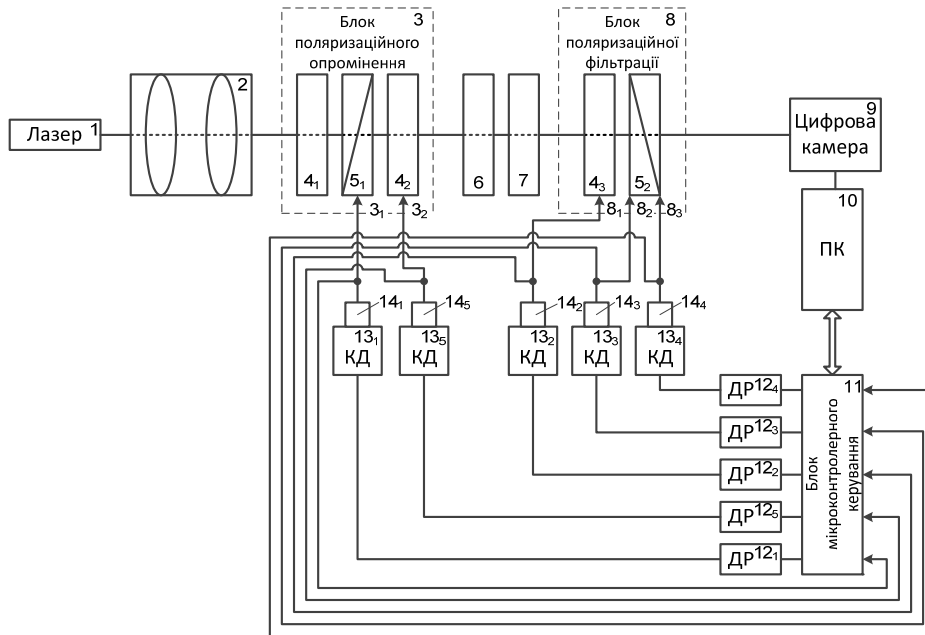 Блок 3
поляризаційного
опромінення
Блок 8
поляризаційної
фільтрації
Лазер 1
2
4₁
5₁
4₂
6
7
4₃
5₂
9
Цифрова
камера
3₁
3₂
8₁
8₂
8₃
10
ПК
14₁
14₅
14₂
14₃
14₄
13₁
КД
13₅
КД
13₂
КД
13₃
КД
13₄
КД
11
Блок
мікроконтролерного
керування
ДР 12₄
ДР 12₃
ДР 12₂
ДР 12₅
ДР 12₁